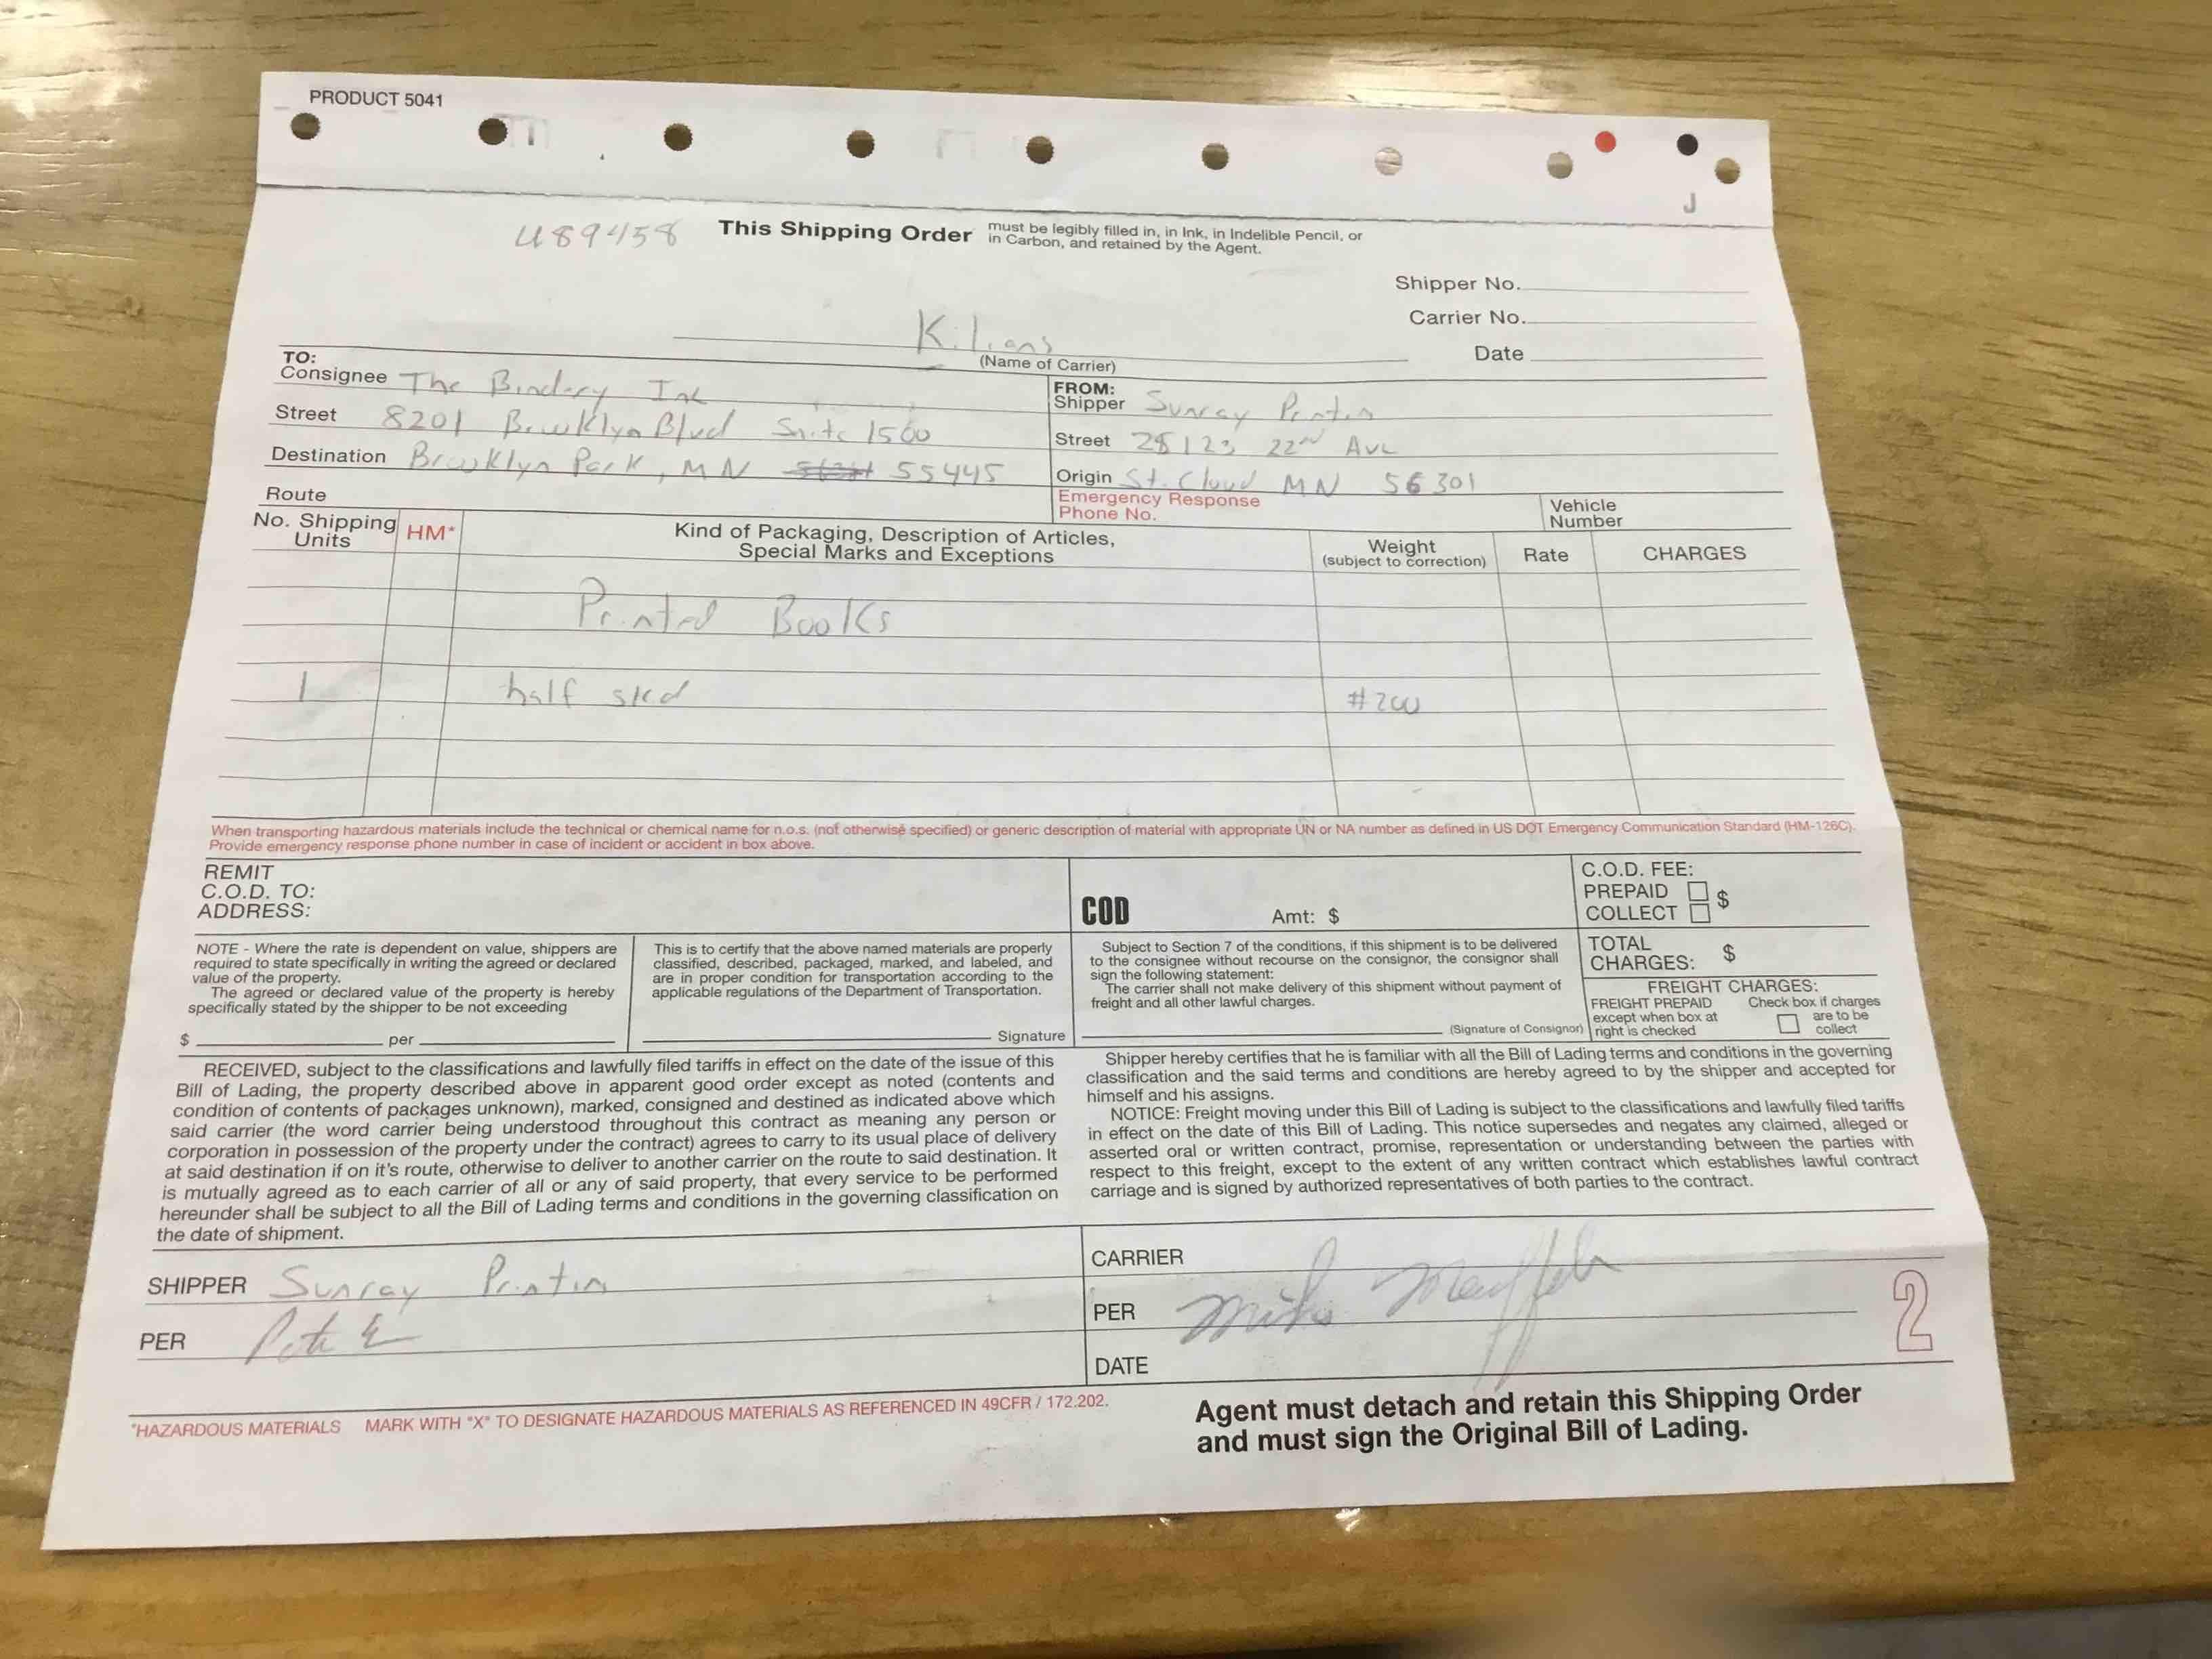 PRODUCT 5041
J
U89458 This Shipping Order must be legibly filled in, in Ink, in Indelible Pencil, or
in Carbon, and retained by the Agent.
Shipper No.
Carrier No.
Kilians
(Name of Carrier)
Date
TO:
Consignee The Bindery Ink
Street 8201 Brooklyn Blvd Suite 1500
Destination Brooklyn Park, MN 55445
Route
FROM:
Shipper Sunray Printin
Street 25123 22nd Ave
Origin St. Cloud MN 56301
Emergency Response
Phone No.
Vehicle
Number
No. Shipping
Units
HM*
Kind of Packaging, Description of Articles,
Special Marks and Exceptions
Weight
(subject to correction)
Rate
CHARGES
Printed Books
1 half skid #200
When transporting hazardous materials include the technical or chemical name for n.o.s. (not otherwise specified) or generic description of material with appropriate UN or NA number as defined in US DOT Emergency Communication Standard (HM-126C).
Provide emergency response phone number in case of incident or accident in box above.
REMIT
C.O.D. TO:
ADDRESS:
COD Amt: $
C.O.D. FEE:
PREPAID $
COLLECT
NOTE - Where the rate is dependent on value, shippers are
required to state specifically in writing the agreed or declared
value of the property.
The agreed or declared value of the property is hereby
specifically stated by the shipper to be not exceeding
$ per
This is to certify that the above named materials are properly
classified, described, packaged, marked, and labeled, and
are in proper condition for transportation according to the
applicable regulations of the Department of Transportation.
Signature
Subject to Section 7 of the conditions, if this shipment is to be delivered
to the consignee without recourse on the consignor, the consignor shall
sign the following statement:
The carrier shall not make delivery of this shipment without payment of
freight and all other lawful charges.
(Signature of Consignor)
TOTAL
CHARGES: $
FREIGHT CHARGES:
FREIGHT PREPAID
except when box at
right is checked
Check box if charges
are to be
collect
RECEIVED, subject to the classifications and lawfully filed tariffs in effect on the date of the issue of this
Bill of Lading, the property described above in apparent good order except as noted (contents and
condition of contents of packages unknown), marked, consigned and destined as indicated above which
said carrier (the word carrier being understood throughout this contract as meaning any person or
corporation in possession of the property under the contract) agrees to carry to its usual place of delivery
at said destination if on it's route, otherwise to deliver to another carrier on the route to said destination. It
is mutually agreed as to each carrier of all or any of said property, that every service to be performed
hereunder shall be subject to all the Bill of Lading terms and conditions in the governing classification on
the date of shipment.
Shipper hereby certifies that he is familiar with all the Bill of Lading terms and conditions in the governing
classification and the said terms and conditions are hereby agreed to by the shipper and accepted for
himself and his assigns.
NOTICE: Freight moving under this Bill of Lading is subject to the classifications and lawfully filed tariffs
in effect on the date of this Bill of Lading. This notice supersedes and negates any claimed, alleged or
asserted oral or written contract, promise, representation or understanding between the parties with
respect to this freight, except to the extent of any written contract which establishes lawful contract
carriage and is signed by authorized representatives of both parties to the contract.
SHIPPER Sunray Printin
PER Pete E
CARRIER
PER Mike
DATE
2
*HAZARDOUS MATERIALS MARK WITH "X" TO DESIGNATE HAZARDOUS MATERIALS AS REFERENCED IN 49CFR / 172.202.
Agent must detach and retain this Shipping Order
and must sign the Original Bill of Lading.